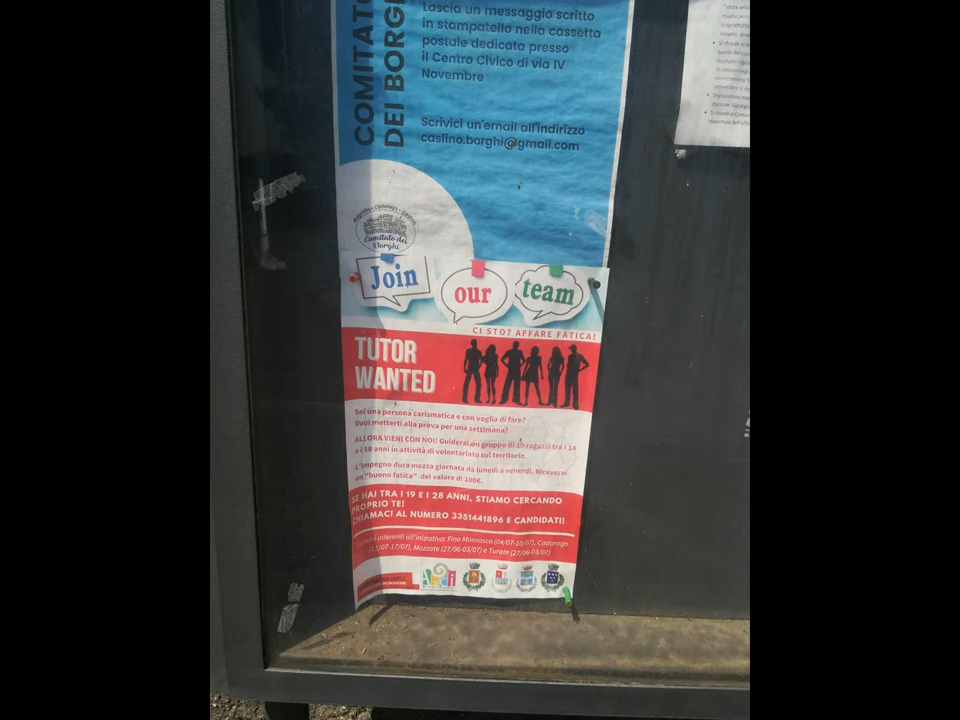 COMITATO
DEI BORGHI
Lascia un messaggio scritto
in stampatello nella cassetta
postale dedicata presso
il Centro Civico di via IV
Novembre
Scrivici un'email all'indirizzo
caslino.borghi@gmail.com
Comitato dei
Borghi
Join
our
team
CI STO? AFFARE FATICA!
TUTOR
WANTED
Sei una persona carismatica e con voglia di fare?
Vuoi metterti alla prova per una settimana?
ALLORA VIENI CON NOI! Guiderai un gruppo di 10 ragazzi tra i 14
e i 18 anni in attività di volontariato sul territorio.
L'impegno dura mezza giornata da lunedì a venerdì. Riceverai
un "buono fatica" del valore di 100€.
SE HAI TRA I 19 E I 28 ANNI, STIAMO CERCANDO
PROPRIO TE!
CHIAMACI AL NUMERO 3351441896 E CANDIDATI!
aderenti all'iniziativa: Fino Mornasco (04/07-10/07), Cadorago
(11/07-17/07), Mozzate (27/06-03/07) e Turate (27/06-03/07)